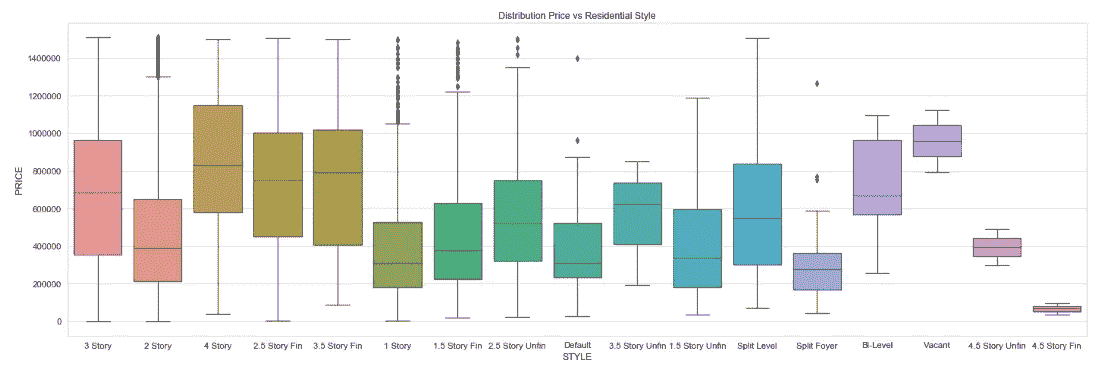 Distribution Price vs Residential Style
PRICE
1400000
1200000
1000000
800000
600000
400000
200000
0
3 Story 2 Story 4 Story 2.5 Story Fin 3.5 Story Fin 1 Story 1.5 Story Fin 2.5 Story Unfin Default 3.5 Story Unfin 1.5 Story Unfin Split Level Split Foyer Bi-Level Vacant 4.5 Story Unfin 4.5 Story Fin
STYLE